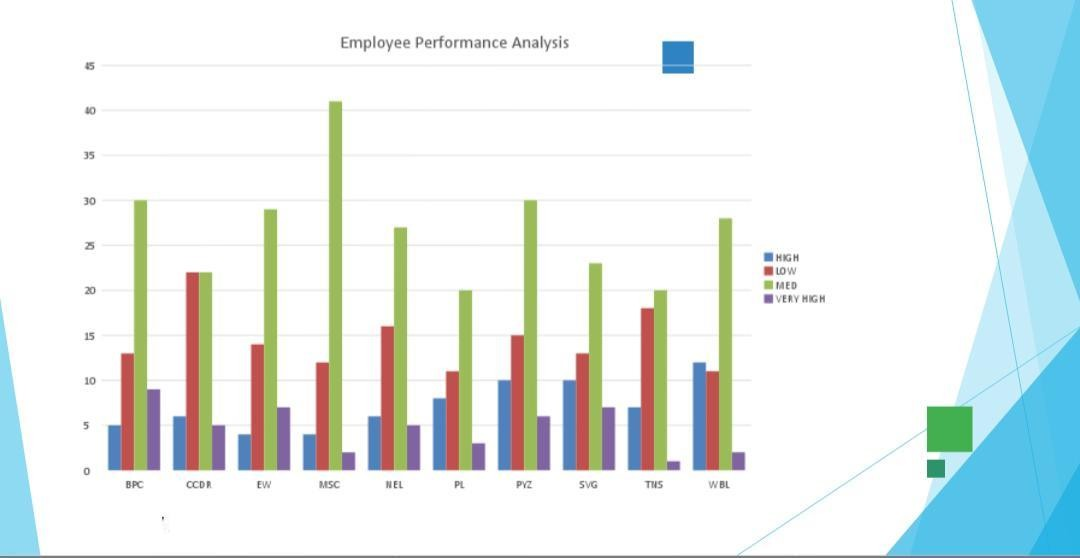 Employee Performance Analysis
45
40
35
30
25
20
15
10
5
0
BPC CCDR EW MSC NEL PL PYZ SVG TNS WBL
HIGH
LOW
MED
VERY HIGH